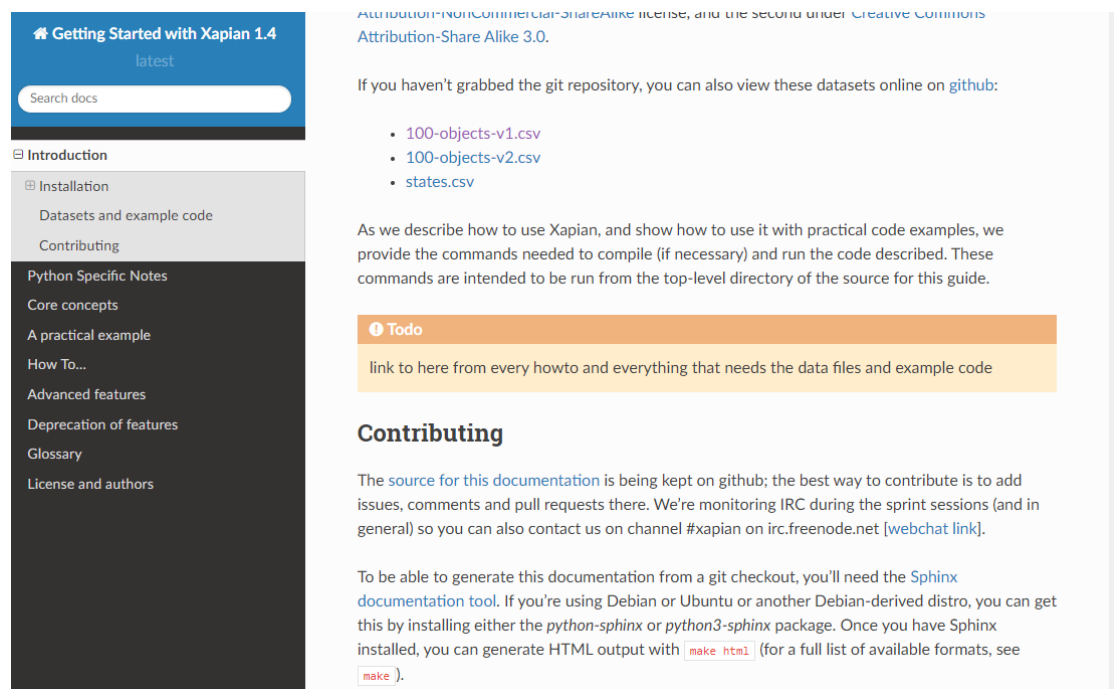 Getting Started with Xapian 1.4
latest
Search docs
Introduction
Installation
Datasets and example code
Contributing
Python Specific Notes
Core concepts
A practical example
How To...
Advanced features
Deprecation of features
Glossary
License and authors
Attribution-NonCommercial-ShareAlike license, and the second under Creative Commons
Attribution-Share Alike 3.0.
If you haven’t grabbed the git repository, you can also view these datasets online on github:
• 100-objects-v1.csv
• 100-objects-v2.csv
• states.csv
As we describe how to use Xapian, and show how to use it with practical code examples, we
provide the commands needed to compile (if necessary) and run the code described. These
commands are intended to be run from the top-level directory of the source for this guide.
Todo
link to here from every howto and everything that needs the data files and example code
Contributing
The source for this documentation is being kept on github; the best way to contribute is to add
issues, comments and pull requests there. We’re monitoring IRC during the sprint sessions (and in
general) so you can also contact us on channel #xapian on irc.freenode.net [webchat link].
To be able to generate this documentation from a git checkout, you’ll need the Sphinx
documentation tool. If you’re using Debian or Ubuntu or another Debian-derived distro, you can get
this by installing either the python-sphinx or python3-sphinx package. Once you have Sphinx
installed, you can generate HTML output with make html (for a full list of available formats, see
make ).